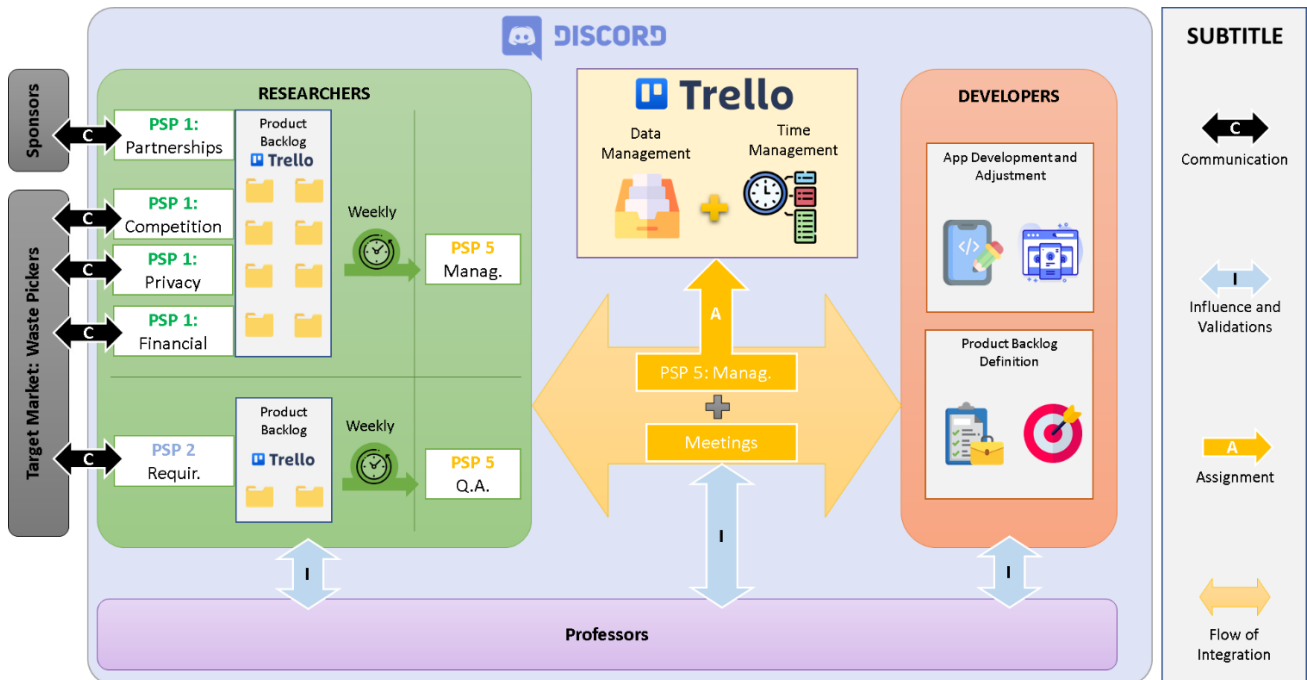 DISCORD
SUBTITLE
Sponsors
Target Market: Waste Pickers
RESEARCHERS
C
PSP 1:
Partnerships
C
PSP 1:
Competition
C
PSP 1:
Privacy
C
PSP 1:
Financial
Product
Backlog
Trello
Weekly
PSP 5
Manag.
C
PSP 2
Requir.
Product
Backlog
Trello
Weekly
PSP 5
Q.A.
Trello
Data
Management
Time
Management
A
PSP 5: Manag.
Meetings
DEVELOPERS
App Development and
Adjustment
Product Backlog
Definition
I
I
I
Professors
C
Communication
I
Influence and
Validations
A
Assignment
Flow of
Integration